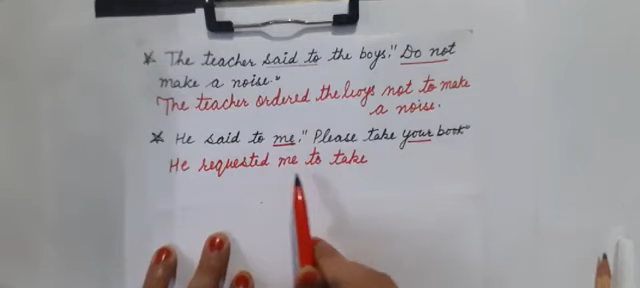 * The teacher said to the boys." Do not
make a noise."
The teacher ordered the boys not to make
a noise.
* He said to me." Please take your book"
He requested me to take